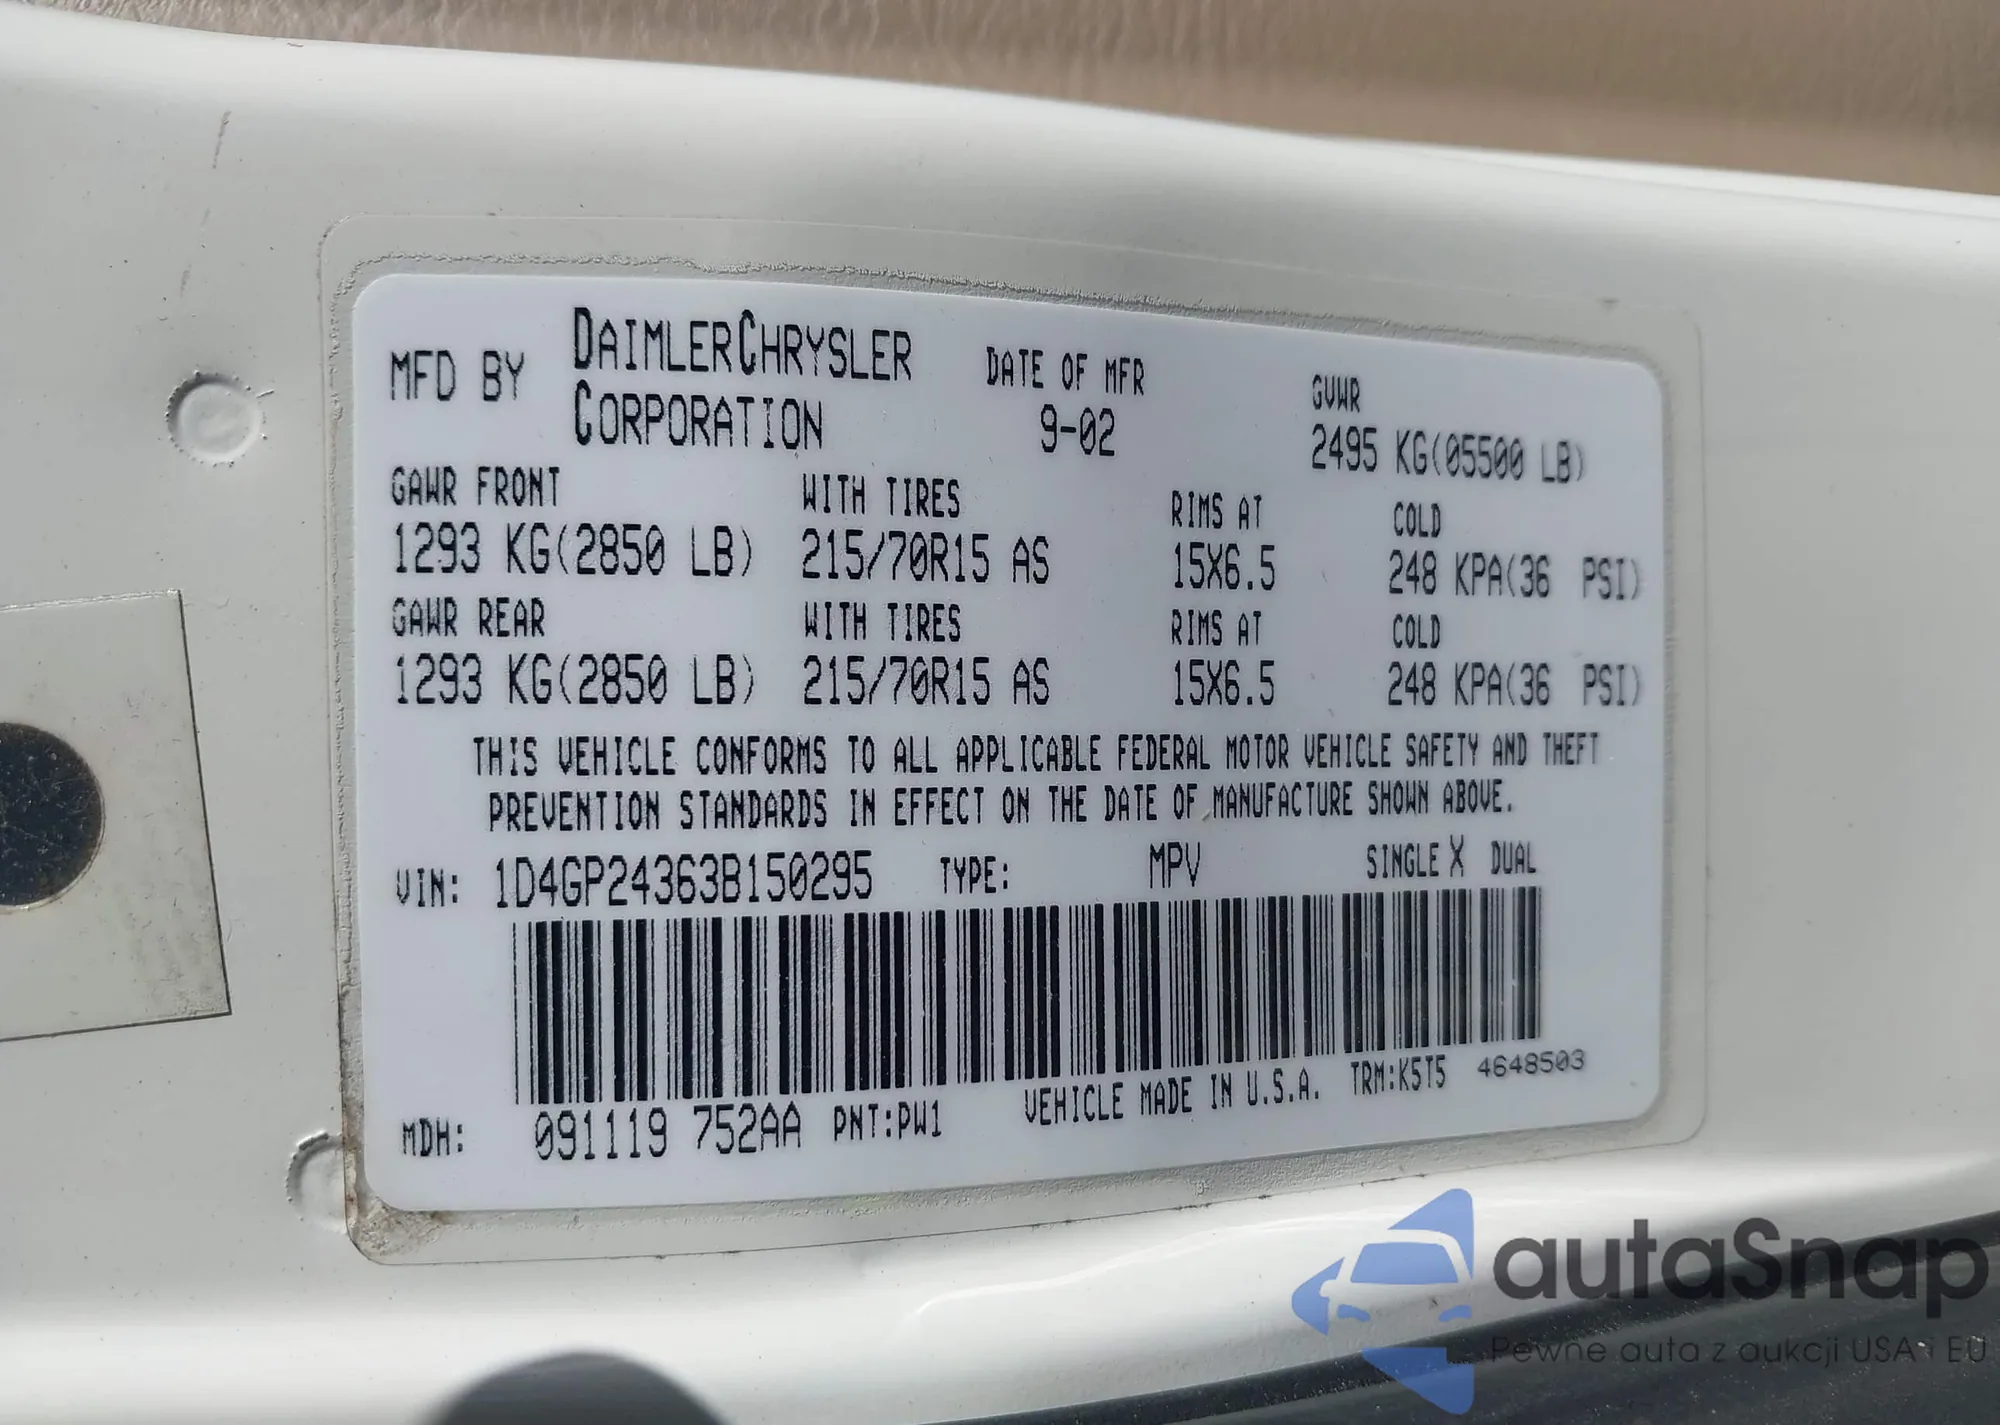 MFD BY DAIMLERCHRYSLER CORPORATION
DATE OF MFR
9-02
GVWR
2495 KG(05500 LB)
GAWR FRONT WITH TIRES RIMS AT COLD
1293 KG(2850 LB) 215/70R15 AS 15X6.5 248 KPA(36 PSI)
GAWR REAR WITH TIRES RIMS AT COLD
1293 KG(2850 LB) 215/70R15 AS 15X6.5 248 KPA(36 PSI)
THIS VEHICLE CONFORMS TO ALL APPLICABLE FEDERAL MOTOR VEHICLE SAFETY AND THEFT
PREVENTION STANDARDS IN EFFECT ON THE DATE OF MANUFACTURE SHOWN ABOVE.
VIN: 1D4GP24363B150295 TYPE: MPV SINGLE X DUAL
MDH: 091119 752AA PNT:PW1 VEHICLE MADE IN U.S.A. TRM:K5T5 4648503
autaSnap
Pewne auta z aukcji USA i EU